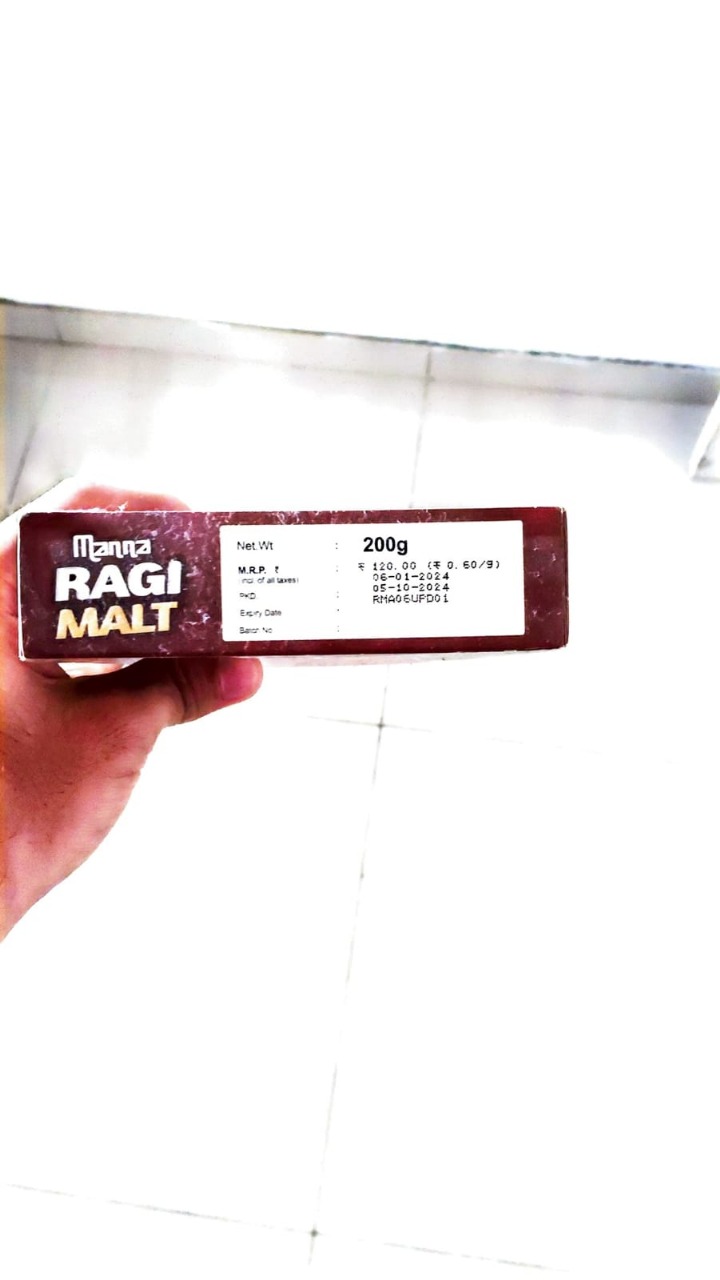 Manna
RAGI
MALT
Net.Wt : 200g
M.R.P. ₹ : ₹ 120.00 (₹ 0.60/g)
(incl. of all taxes)
PKD. : 06-01-2024
Expiry Date : 05-10-2024
Batch No : RMA06UPD01